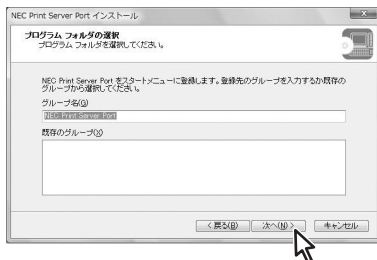 NEC Print Server Port インストール
プログラム フォルダの選択
プログラム フォルダを選択してください。
NEC Print Server Port をスタートメニューに登録します。登録先のグループを入力するか既存の
グループから選択してください。
グループ名(G)
NEC Print Server Port
既存のグループ(X)
< 戻る(B)
次へ(N) >
キャンセル